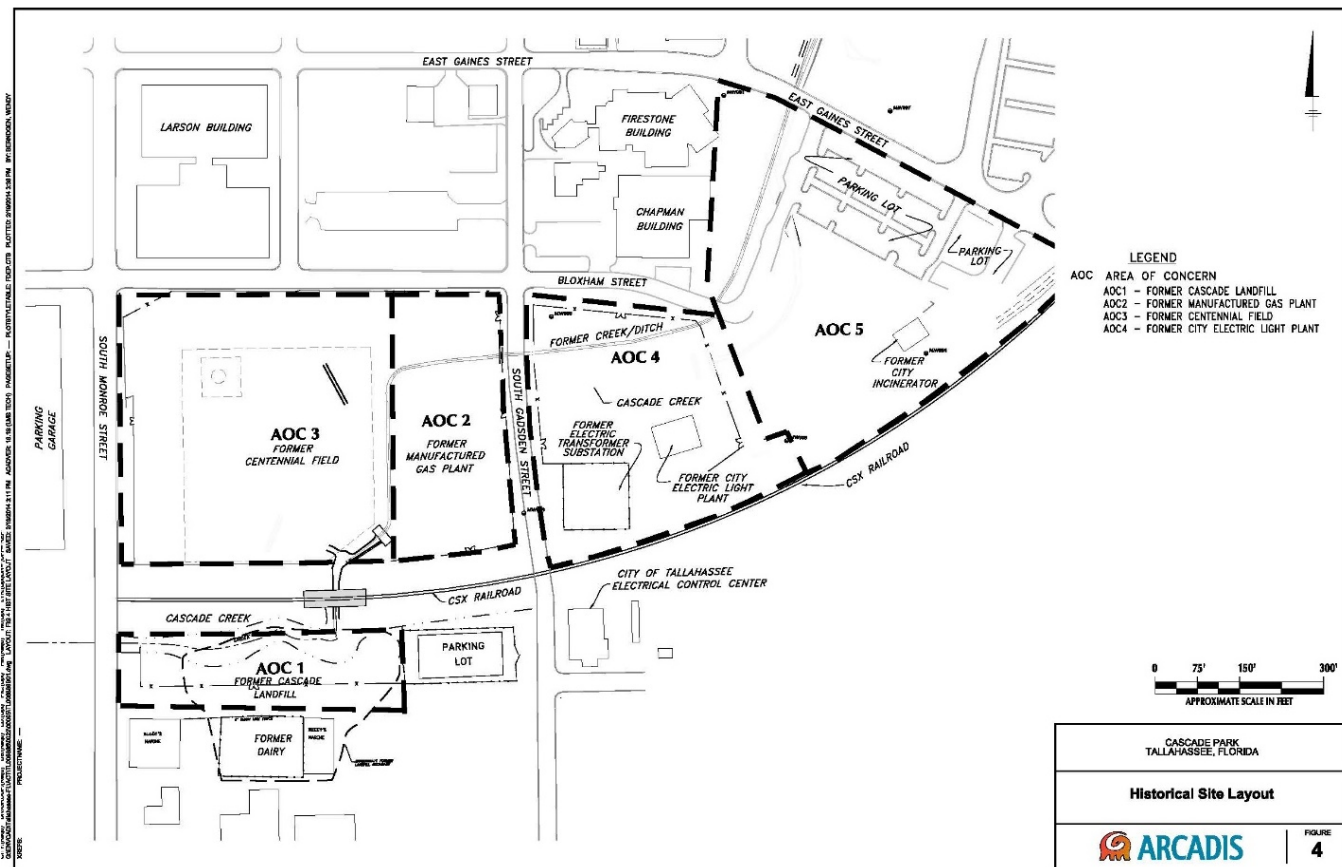 EAST GAINES STREET
EAST GAINES STREET
LARSON BUILDING
FIRESTONE
BUILDING
CHAPMAN
BUILDING
PARKING LOT
PARKING
LOT
BLOXHAM STREET
FORMER CREEK/DITCH
SOUTH MONROE STREET
PARKING
GARAGE
SOUTH GADSDEN STREET
AOC 3
FORMER
CENTENNIAL FIELD
AOC 2
FORMER
MANUFACTURED
GAS PLANT
AOC 4
CASCADE CREEK
FORMER
ELECTRIC
TRANSFORMER
SUBSTATION
FORMER CITY
ELECTRIC LIGHT
PLANT
AOC 5
FORMER
CITY
INCINERATOR
CSX RAILROAD
CSX RAILROAD
CITY OF TALLAHASSEE
ELECTRICAL CONTROL CENTER
CASCADE CREEK
AOC 1
FORMER CASCADE
LANDFILL
PARKING
LOT
FORMER
DAIRY
LEGEND
AOC AREA OF CONCERN
AOC1 - FORMER CASCADE LANDFILL
AOC2 - FORMER MANUFACTURED GAS PLANT
AOC3 - FORMER CENTENNIAL FIELD
AOC4 - FORMER CITY ELECTRIC LIGHT PLANT
0 75' 150' 300'
APPROXIMATE SCALE IN FEET
CASCADE PARK
TALLAHASSEE, FLORIDA
Historical Site Layout
ARCADIS
FIGURE
4